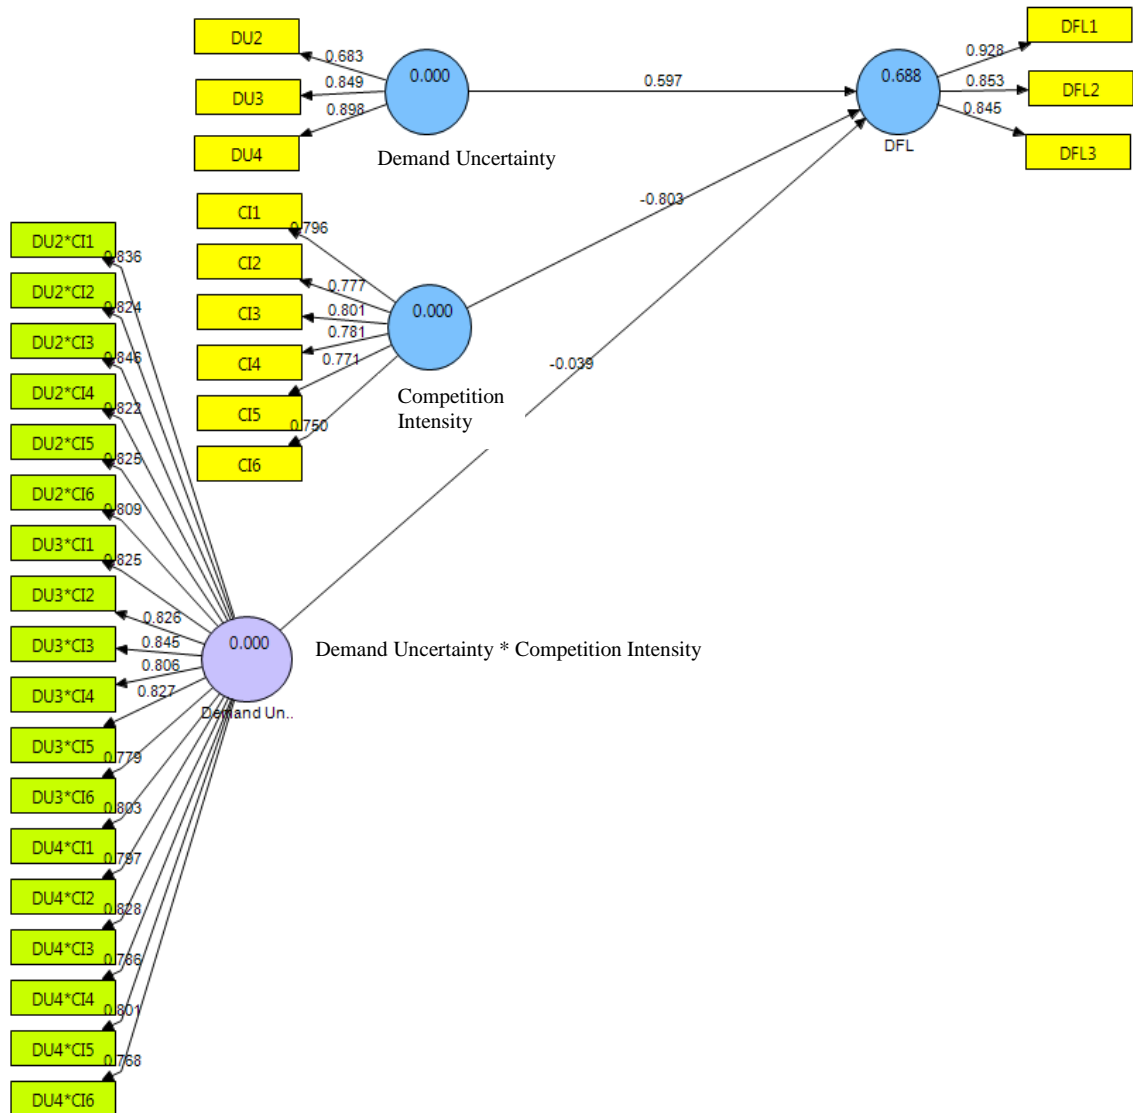 DU2
0.683
DU3
0.849
DU4
0.898
0.000
Demand Uncertainty
0.597
0.688
DFL
0.928
DFL1
0.853
DFL2
0.845
DFL3
CI1
0.796
CI2
0.777
CI3
0.801
CI4
0.781
CI5
0.771
CI6
0.750
0.000
Competition
Intensity
-0.803
-0.039
DU2*CI1
0.836
DU2*CI2
0.824
DU2*CI3
0.846
DU2*CI4
0.822
DU2*CI5
0.825
DU2*CI6
0.809
DU3*CI1
0.825
DU3*CI2
0.826
DU3*CI3
0.845
DU3*CI4
0.806
DU3*CI5
0.827
DU3*CI6
0.779
DU4*CI1
0.803
DU4*CI2
0.797
DU4*CI3
0.828
DU4*CI4
0.786
DU4*CI5
0.801
DU4*CI6
0.768
0.000
Demand Un..
Demand Uncertainty * Competition Intensity